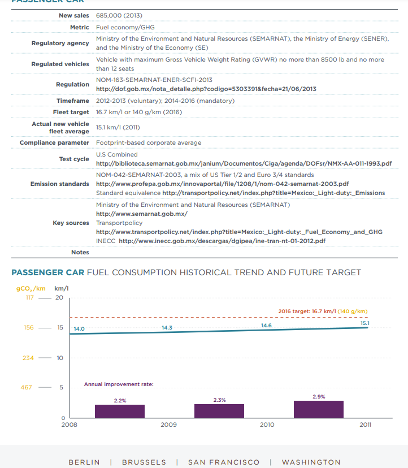 PASSENGER CAR
New sales 685,000 (2013)
Metric Fuel economy/GHG
Regulatory agency Ministry of the Environment and Natural Resources (SEMARNAT), the Ministry of Energy (SENER), and the Ministry of the Economy (SE)
Regulated vehicles Vehicle with maximum Gross Vehicle Weight Rating (GVWR) no more than 8500 lb and no more than 12 seats
Regulation NOM-163-SEMARNAT-ENER-SCFI-2013
http://dof.gob.mx/nota_detalle.php?codigo=5303391&fecha=21/06/2013
Timeframe 2012-2013 (voluntary); 2014-2016 (mandatory)
Fleet target 16.7 km/l or 140 g/km (2016)
Actual new vehicle fleet average 15.1 km/l (2011)
Compliance parameter Footprint-based corporate average
Test cycle U.S Combined
http://biblioteca.semarnat.gob.mx/janium/Documentos/Ciga/agenda/DOFsr/NMX-AA-011-1993.pdf
Emission standards NOM-042-SEMARNAT-2003, a mix of US Tier 1/2 and Euro 3/4 standards
http://www.profepa.gob.mx/innovaportal/file/1208/1/nom-042-semarnat-2003.pdf
Standard equivalence http://transportpolicy.net/index.php?title=Mexico:_Light-duty:_Emissions
Key sources Ministry of the Environment and Natural Resources (SEMARNAT)
http://www.semarnat.gob.mx/
Transportpolicy
http://www.transportpolicy.net/index.php?title=Mexico:_Light-duty:_Fuel_Economy_and_GHG
INECC http://www.inecc.gob.mx/descargas/dgipea/ine-tran-nt-01-2012.pdf
Notes
PASSENGER CAR FUEL CONSUMPTION HISTORICAL TREND AND FUTURE TARGET
gCO₂/km km/l
117 20
2016 target: 16.7 km/l (140 g/km)
156 15
14.0 14.3 14.6 15.1
234 10
467 5
Annual improvement rate:
2.2% 2.3% 2.9%
0
2008 2009 2010 2011
BERLIN | BRUSSELS | SAN FRANCISCO | WASHINGTON